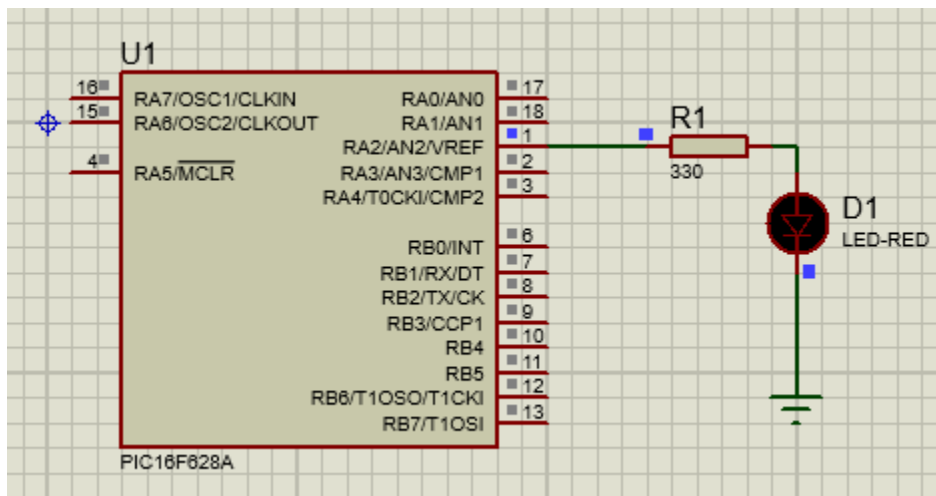 U1
16
RA7/OSC1/CLKIN
RA0/AN0
17
15
RA6/OSC2/CLKOUT
RA1/AN1
18
RA2/AN2/VREF
1
4
RA5/MCLR
RA3/AN3/CMP1
2
RA4/T0CKI/CMP2
3
RB0/INT
6
RB1/RX/DT
7
RB2/TX/CK
8
RB3/CCP1
9
RB4
10
RB5
11
RB6/T1OSO/T1CKI
12
RB7/T1OSI
13
PIC16F628A
R1
330
D1
LED-RED